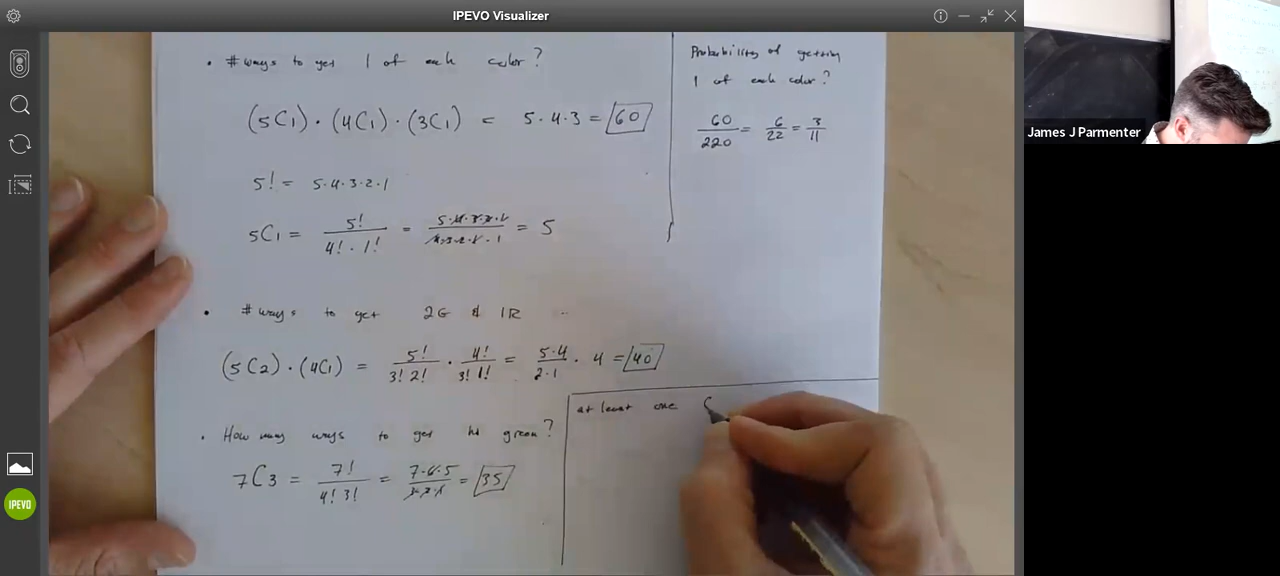 IPEVO Visualizer
• # ways to get 1 of each color?
(5C1) · (4C1) · (3C1) = 5 · 4 · 3 = 60
5! = 5·4·3·2·1
5C1 = 5! / 4! · 1! = 5·4·3·2·1 / 4·3·2·1·1 = 5
• # ways to get 2G & 1R
(5C2) · (4C1) = 5! / 3! 2! · 4! / 3! 1! = 5·4 / 2·1 · 4 = 40
· How many ways to get no green?
7C3 = 7! / 4! 3! = 7·6·5 / 3·2·1 = 35
Probability of getting
1 of each color?
60/220 = 6/22 = 3/11
at least one G
James J Parmenter
IPEVO